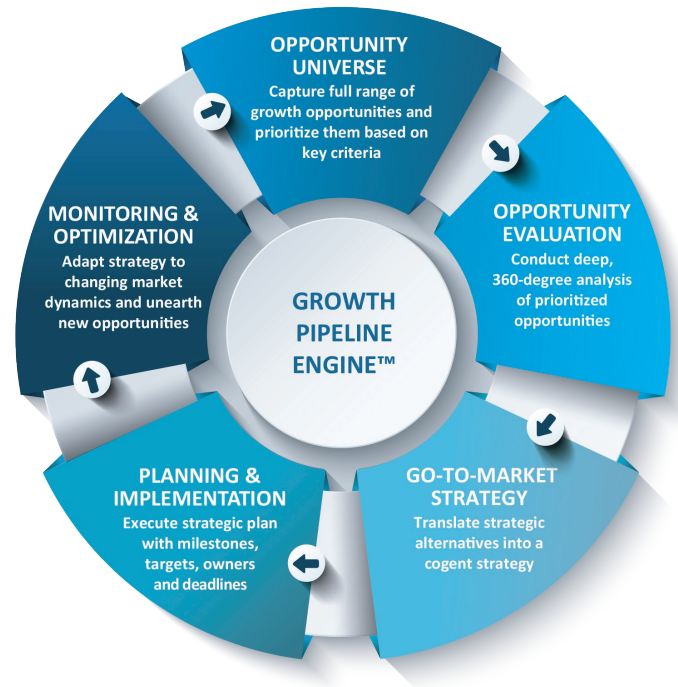 OPPORTUNITY
UNIVERSE
Capture full range of
growth opportunities and
prioritize them based on
key criteria
OPPORTUNITY
EVALUATION
Conduct deep,
360-degree analysis
of prioritized
opportunities
GO-TO-MARKET
STRATEGY
Translate strategic
alternatives into a
cogent strategy
PLANNING &
IMPLEMENTATION
Execute strategic plan
with milestones,
targets, owners
and deadlines
MONITORING &
OPTIMIZATION
Adapt strategy to
changing market
dynamics and unearth
new opportunities
GROWTH
PIPELINE
ENGINE™